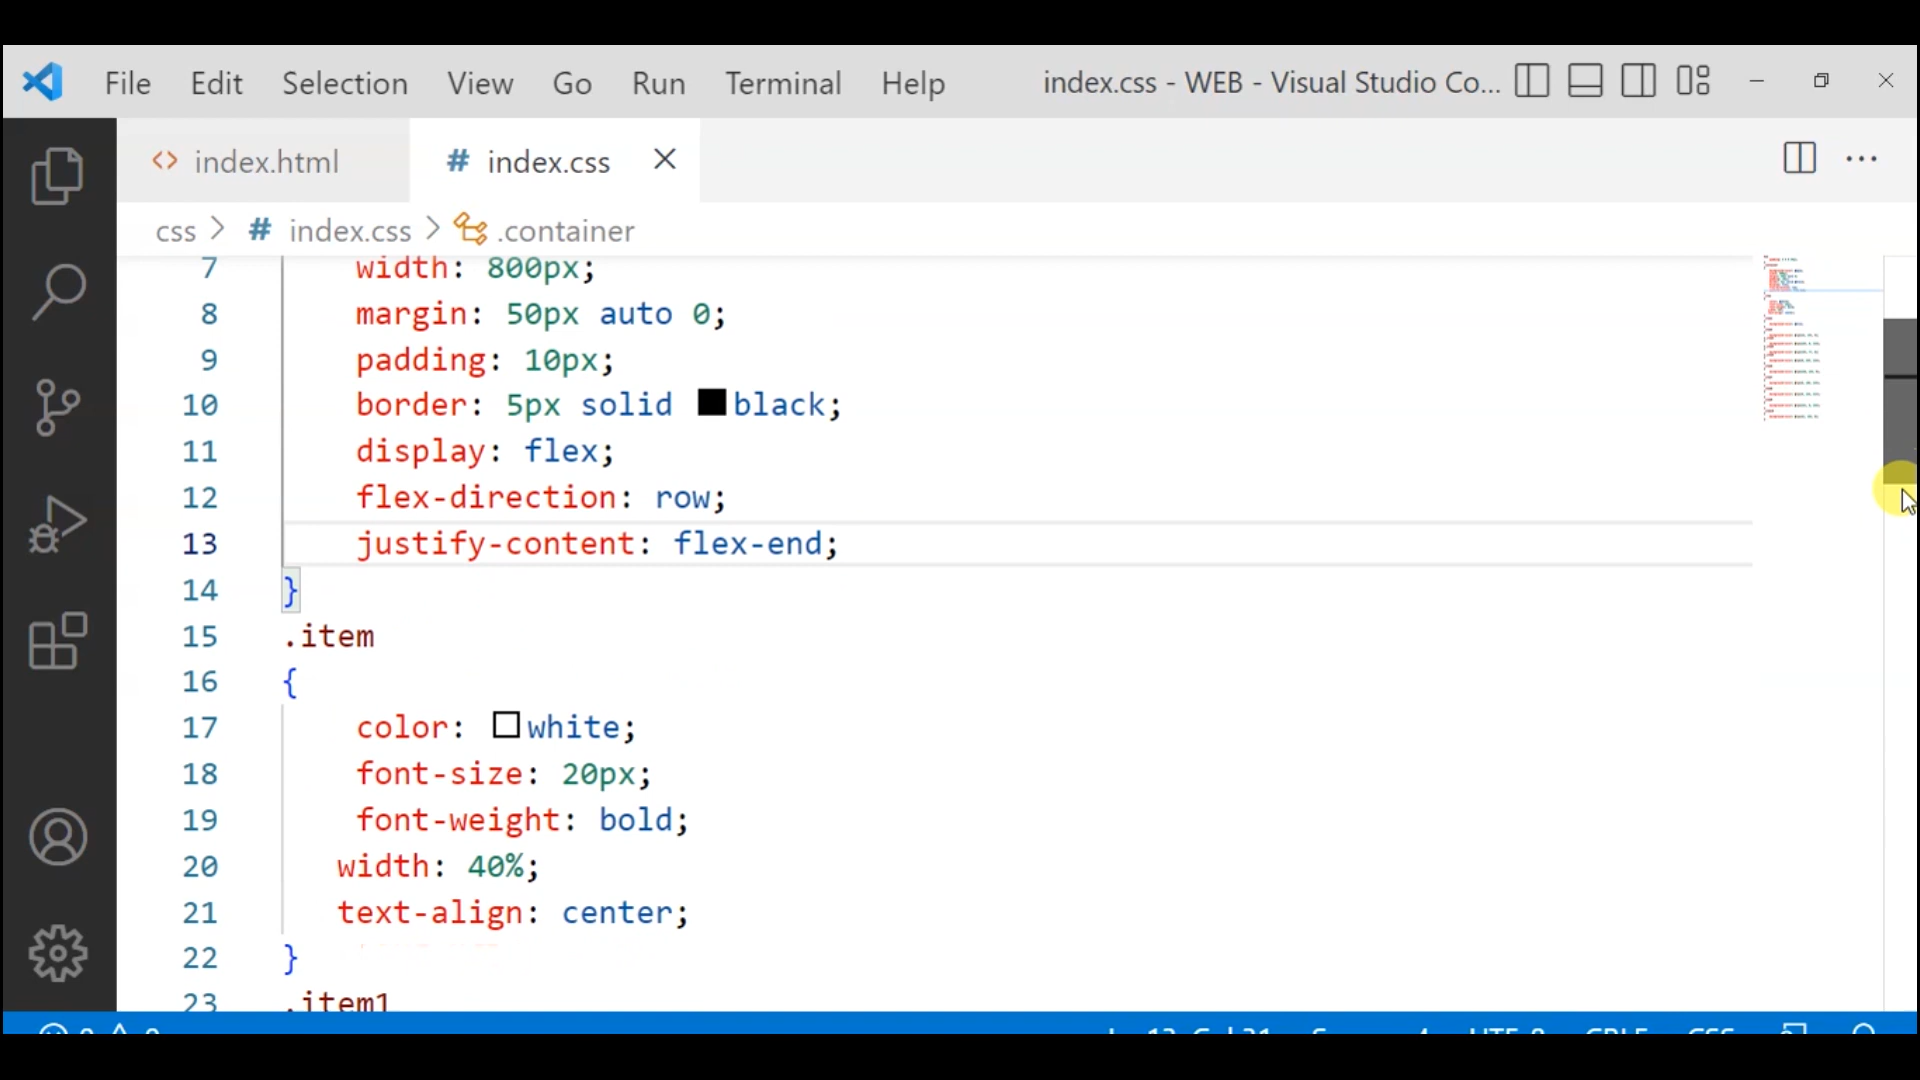 File Edit Selection View Go Run Terminal Help index.css - WEB - Visual Studio Co...
<> index.html # index.css
css > # index.css > .container
7 width: 800px;
8 margin: 50px auto 0;
9 padding: 10px;
10 border: 5px solid black;
11 display: flex;
12 flex-direction: row;
13 justify-content: flex-end;
14 }
15 .item
16 {
17 color: white;
18 font-size: 20px;
19 font-weight: bold;
20 width: 40%;
21 text-align: center;
22 }
23 .item1